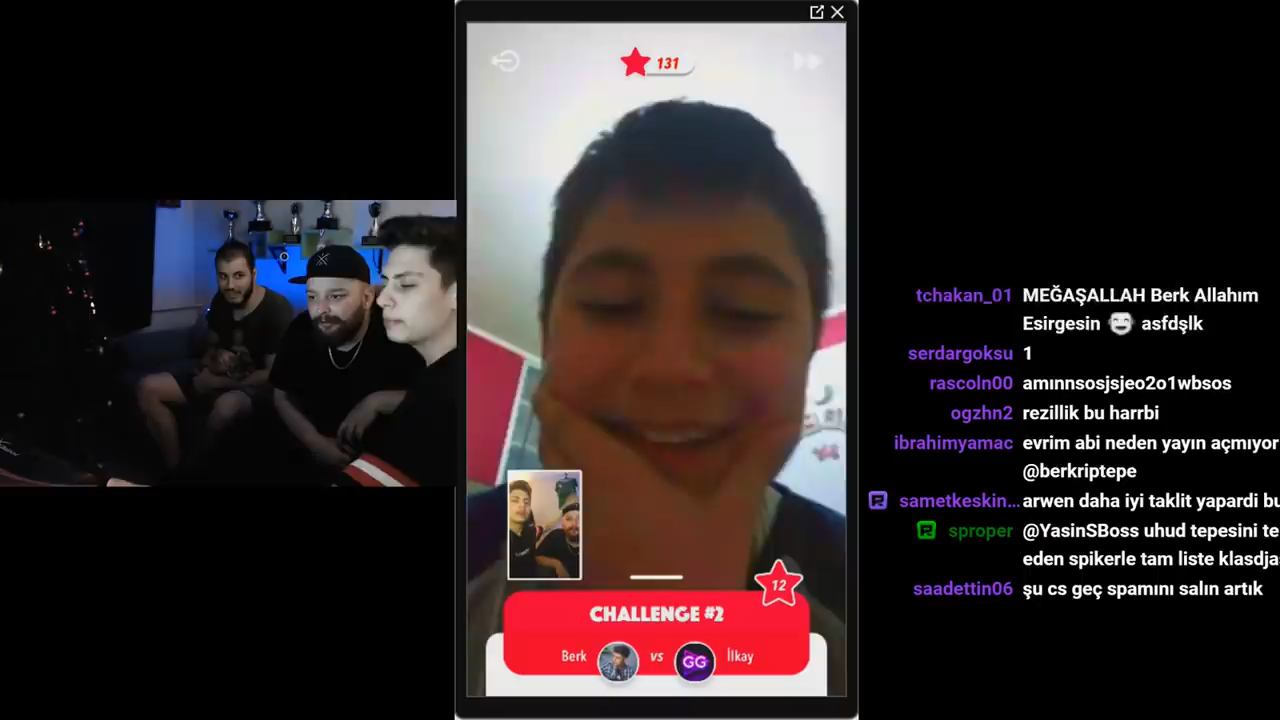 131
12
CHALLENGE #2
Berk vs GG İlkay
tchakan_01 MEĞAŞALLAH Berk Allahım
Esirgesin asfdşlk
serdargoksu 1
rascoln00 amınnsosjsjeo2o1wbsos
ogzhn2 rezillik bu harrbi
ibrahimyamac evrim abi neden yayın açmıyor
@berkriptepe
sametkeskin... arwen daha iyi taklit yapardi bu
sproper @YasinSBoss uhud tepesini te
eden spikerle tam liste klasdja
saadettin06 şu cs geç spamını salın artık